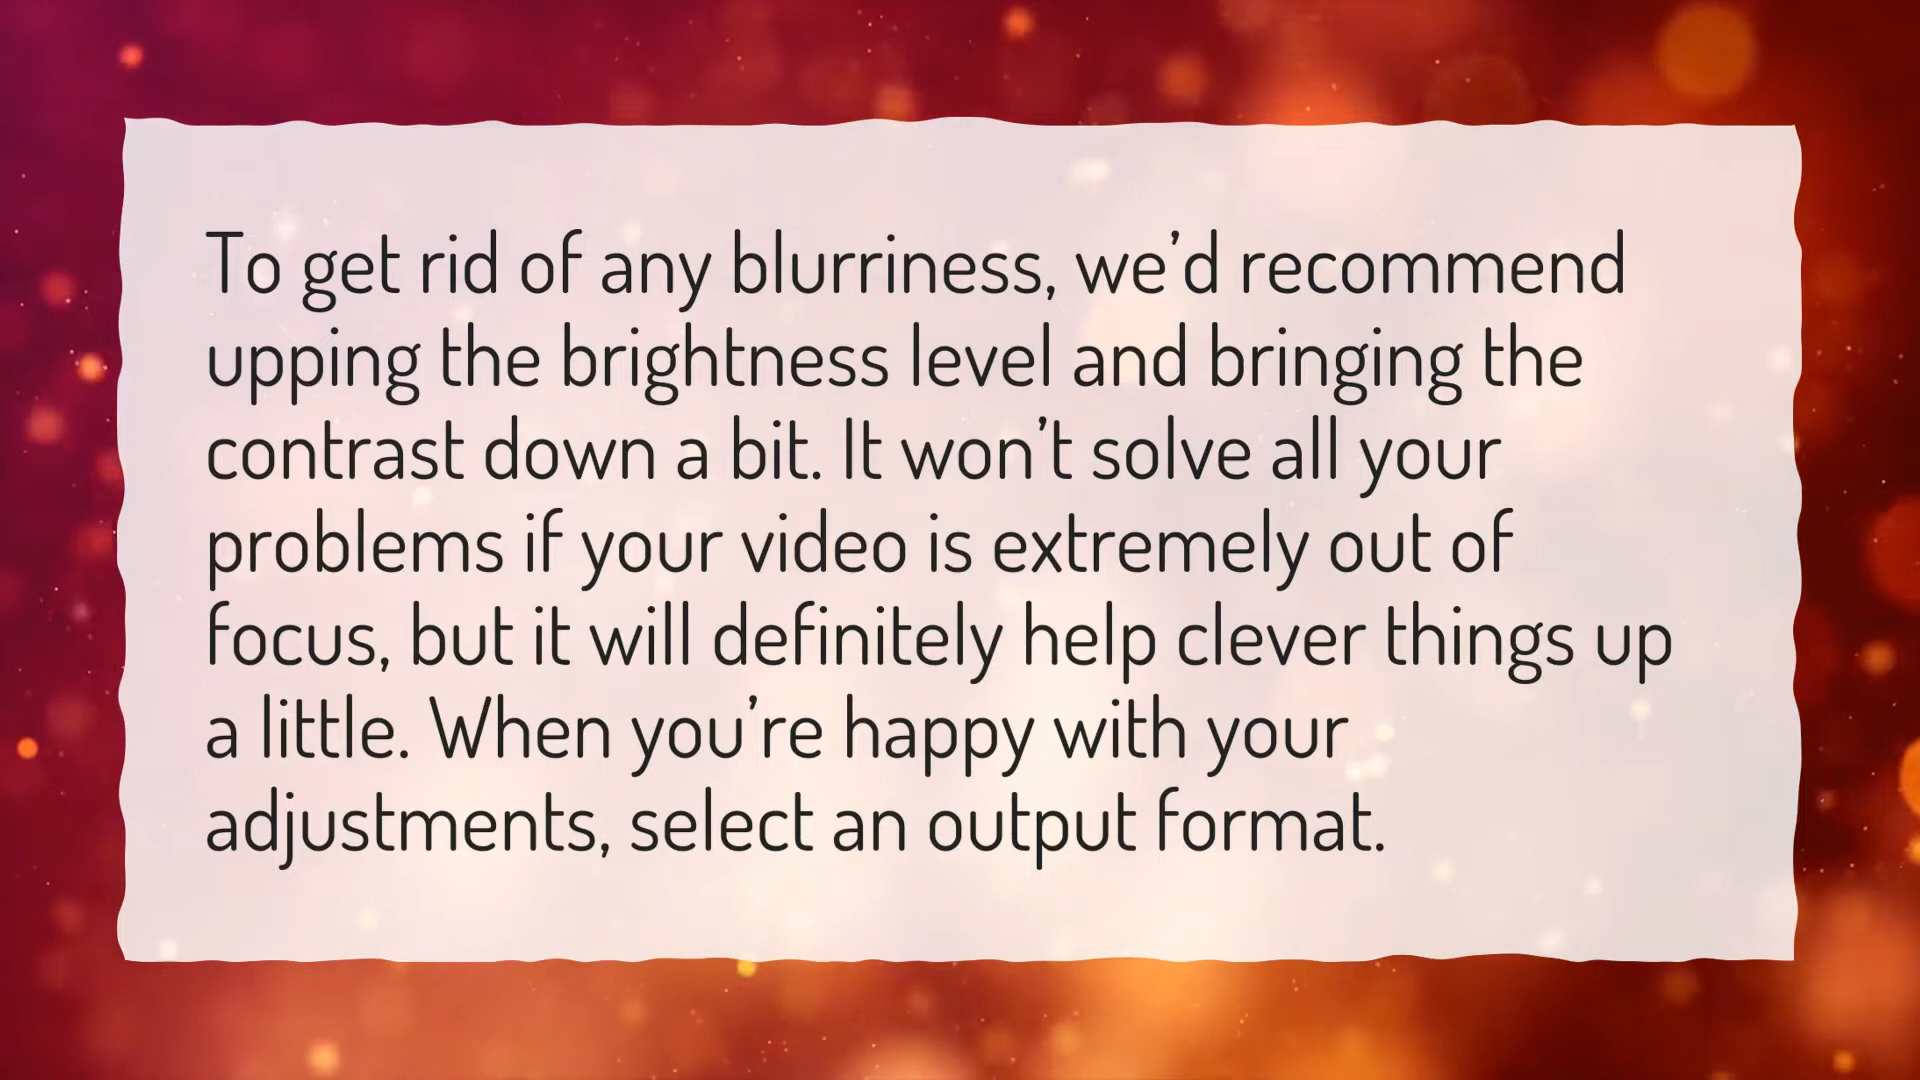 To get rid of any blurriness, we’d recommend
upping the brightness level and bringing the
contrast down a bit. It won’t solve all your
problems if your video is extremely out of
focus, but it will definitely help clever things up
a little. When you’re happy with your
adjustments, select an output format.